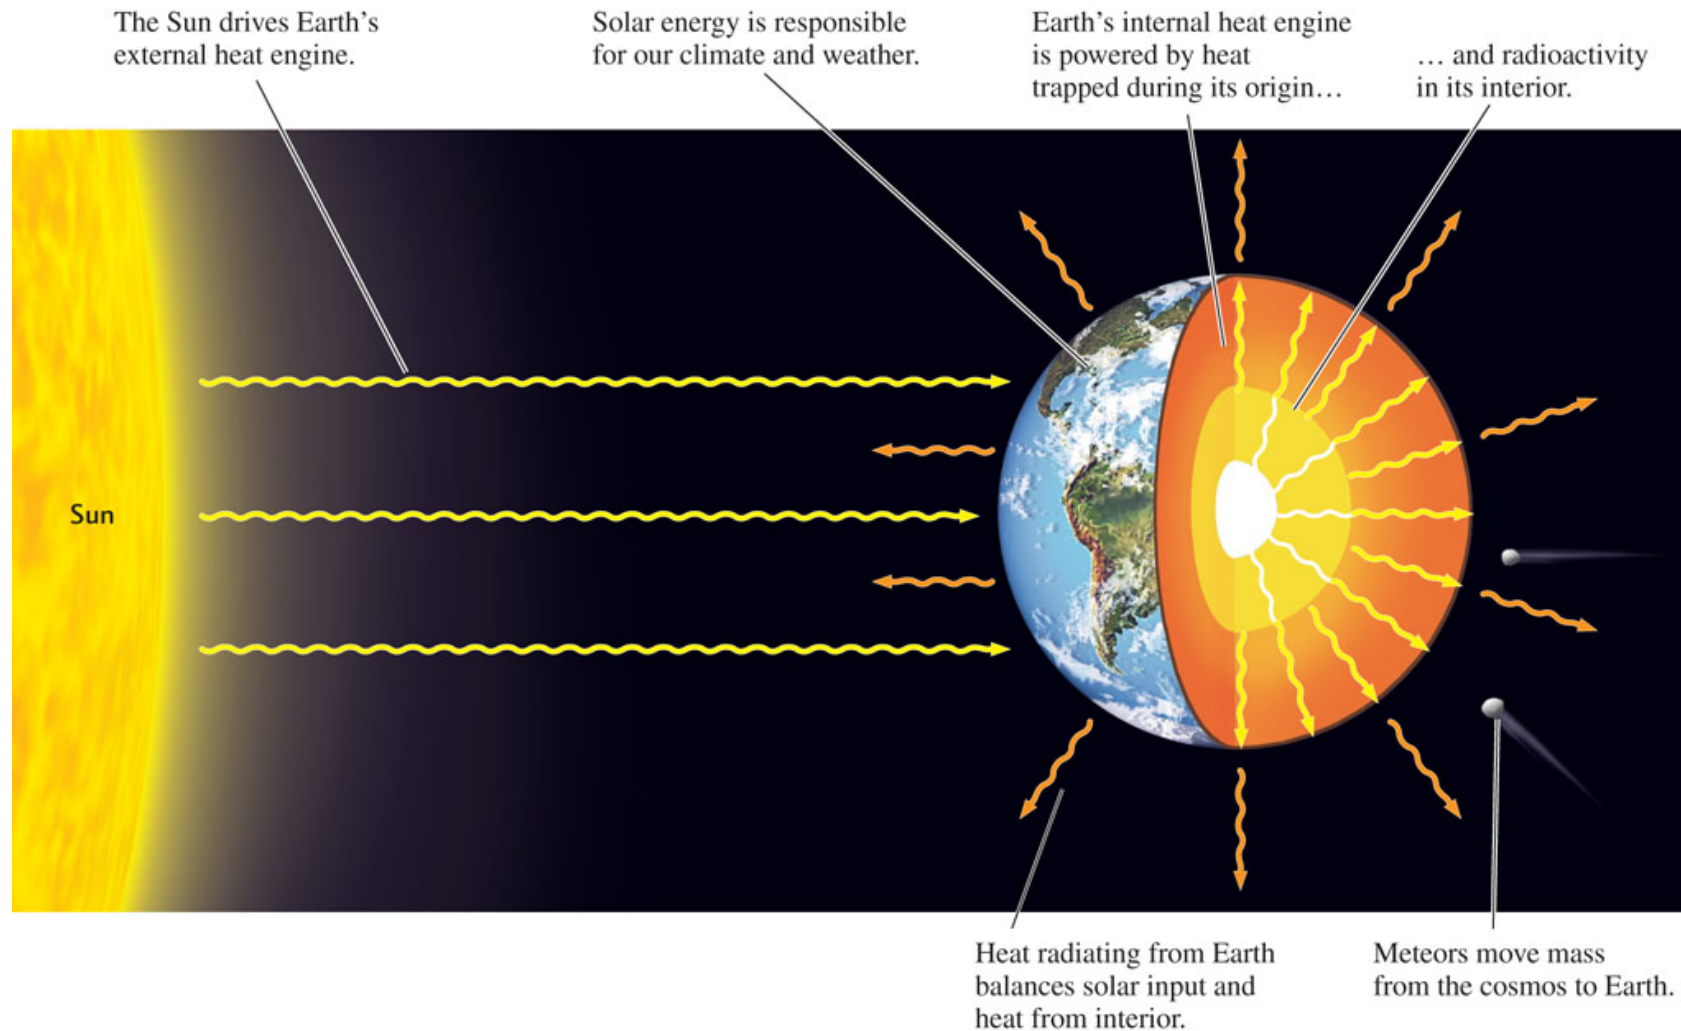 The Sun drives Earth's
external heat engine.
Solar energy is responsible
for our climate and weather.
Earth's internal heat engine
is powered by heat
trapped during its origin…
… and radioactivity
in its interior.
Sun
Heat radiating from Earth
balances solar input and
heat from interior.
Meteors move mass
from the cosmos to Earth.